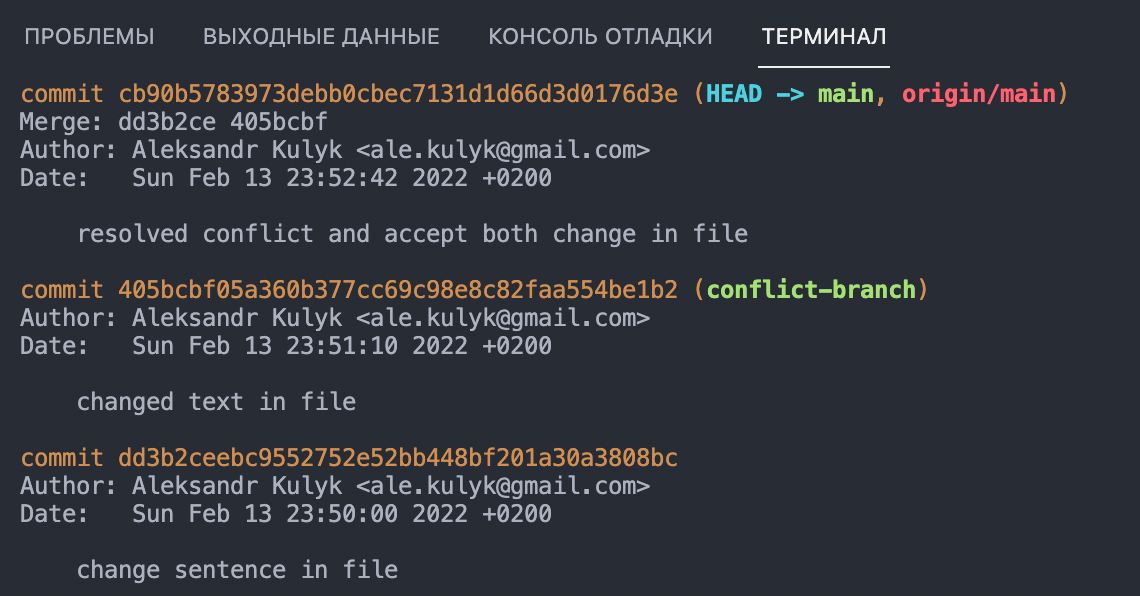 ПРОБЛЕМЫ ВЫХОДНЫЕ ДАННЫЕ КОНСОЛЬ ОТЛАДКИ ТЕРМИНАЛ
commit cb90b5783973debb0cbec7131d1d66d3d0176d3e (HEAD -> main, origin/main)
Merge: dd3b2ce 405bcbf
Author: Aleksandr Kulyk <ale.kulyk@gmail.com>
Date:   Sun Feb 13 23:52:42 2022 +0200
    resolved conflict and accept both change in file
commit 405bcbf05a360b377cc69c98e8c82faa554be1b2 (conflict-branch)
Author: Aleksandr Kulyk <ale.kulyk@gmail.com>
Date:   Sun Feb 13 23:51:10 2022 +0200
    changed text in file
commit dd3b2ceebc9552752e52bb448bf201a30a3808bc
Author: Aleksandr Kulyk <ale.kulyk@gmail.com>
Date:   Sun Feb 13 23:50:00 2022 +0200
    change sentence in file